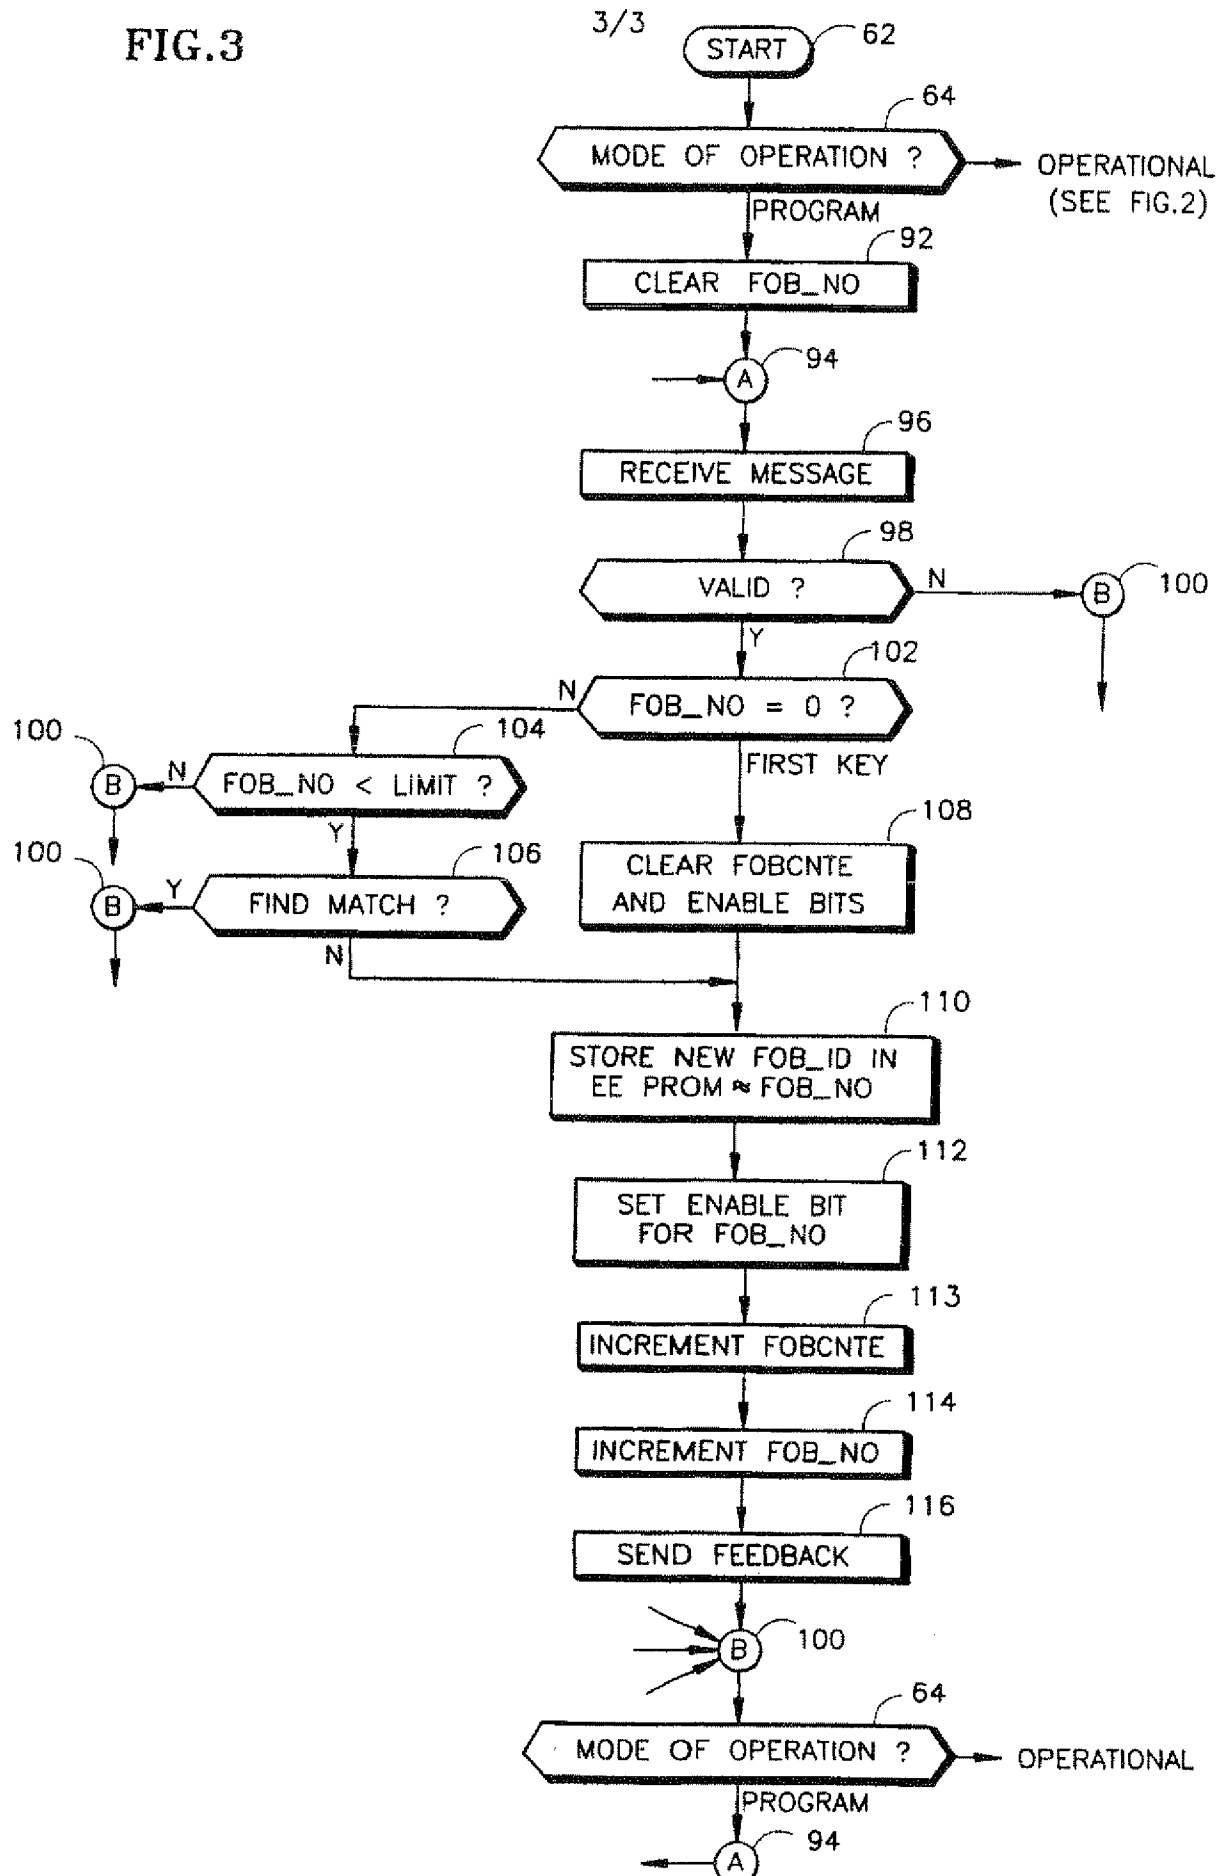 FIG.3
3/3
START
62
64
MODE OF OPERATION ?
OPERATIONAL
(SEE FIG.2)
PROGRAM
92
CLEAR FOB_NO
A
94
96
RECEIVE MESSAGE
98
VALID ?
N
B
100
Y
102
FOB_NO = 0 ?
N
100
104
B
N
FOB_NO < LIMIT ?
FIRST KEY
Y
100
106
B
Y
FIND MATCH ?
N
108
CLEAR FOBCNTE
AND ENABLE BITS
110
STORE NEW FOB_ID IN
EE PROM ≈ FOB_NO
112
SET ENABLE BIT
FOR FOB_NO
113
INCREMENT FOBCNTE
114
INCREMENT FOB_NO
116
SEND FEEDBACK
B
100
64
MODE OF OPERATION ?
OPERATIONAL
PROGRAM
A
94